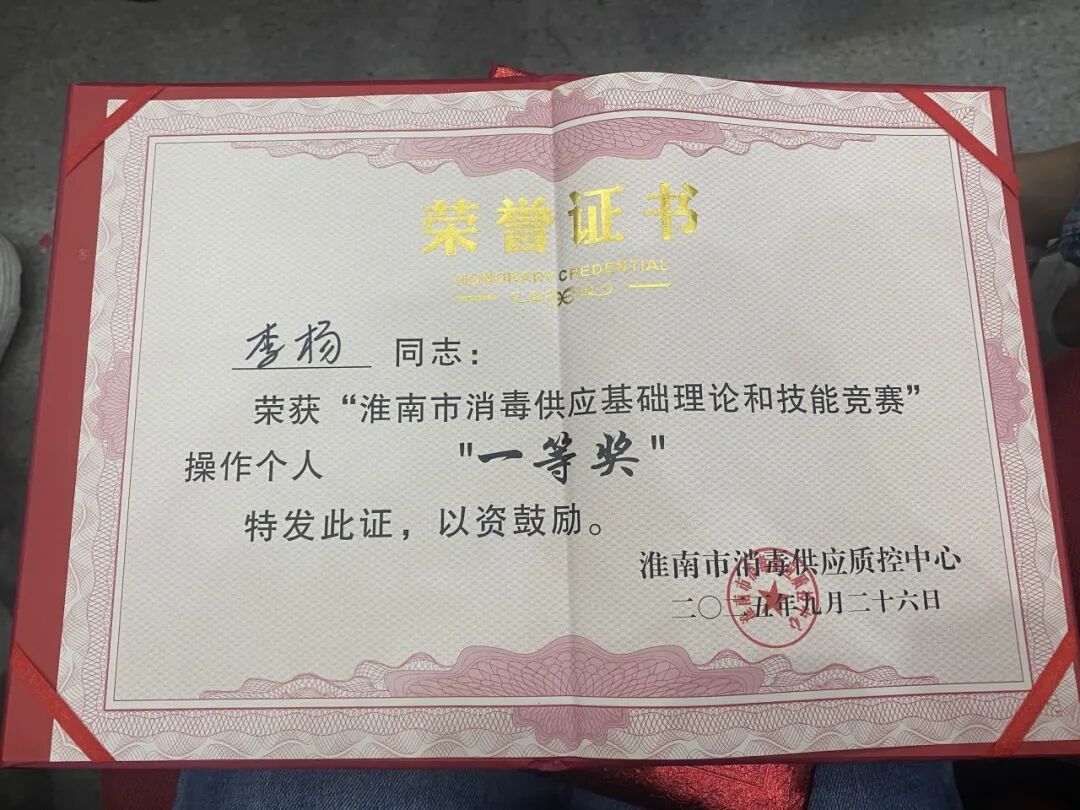 荣誉证书
HONORARY CREDENTIAL
李杨 同志：
荣获“淮南市消毒供应基础理论和技能竞赛”
操作个人 "一等奖"
特发此证，以资鼓励。
淮南市消毒供应质控中心
二〇二五年九月二十六日